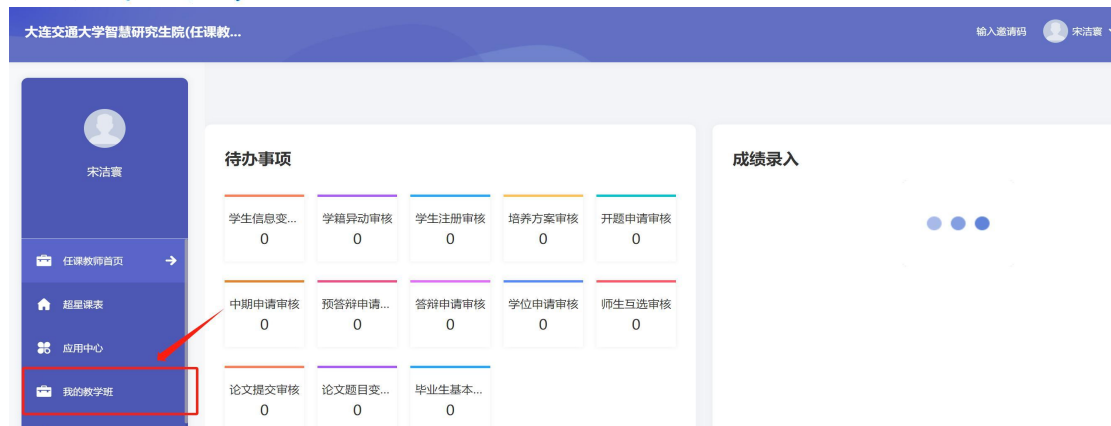 大连交通大学智慧研究生院(任课教...
输入邀请码
宋洁寰
宋洁寰
任课教师首页
超星课表
应用中心
我的教学班
待办事项
学生信息变... 学籍异动审核 学生注册审核 培养方案审核 开题申请审核
0 0 0 0 0
中期申请审核 预答辩申请... 答辩申请审核 学位申请审核 师生互选审核
0 0 0 0 0
论文提交审核 论文题目变... 毕业生基本...
0 0 0
成绩录入